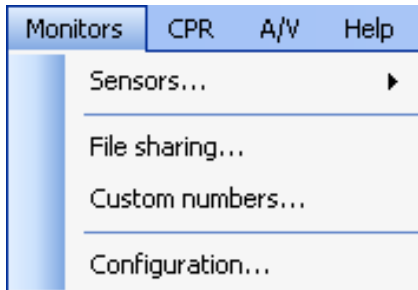 Monitors CPR A/V Help
Sensors...
File sharing...
Custom numbers...
Configuration...